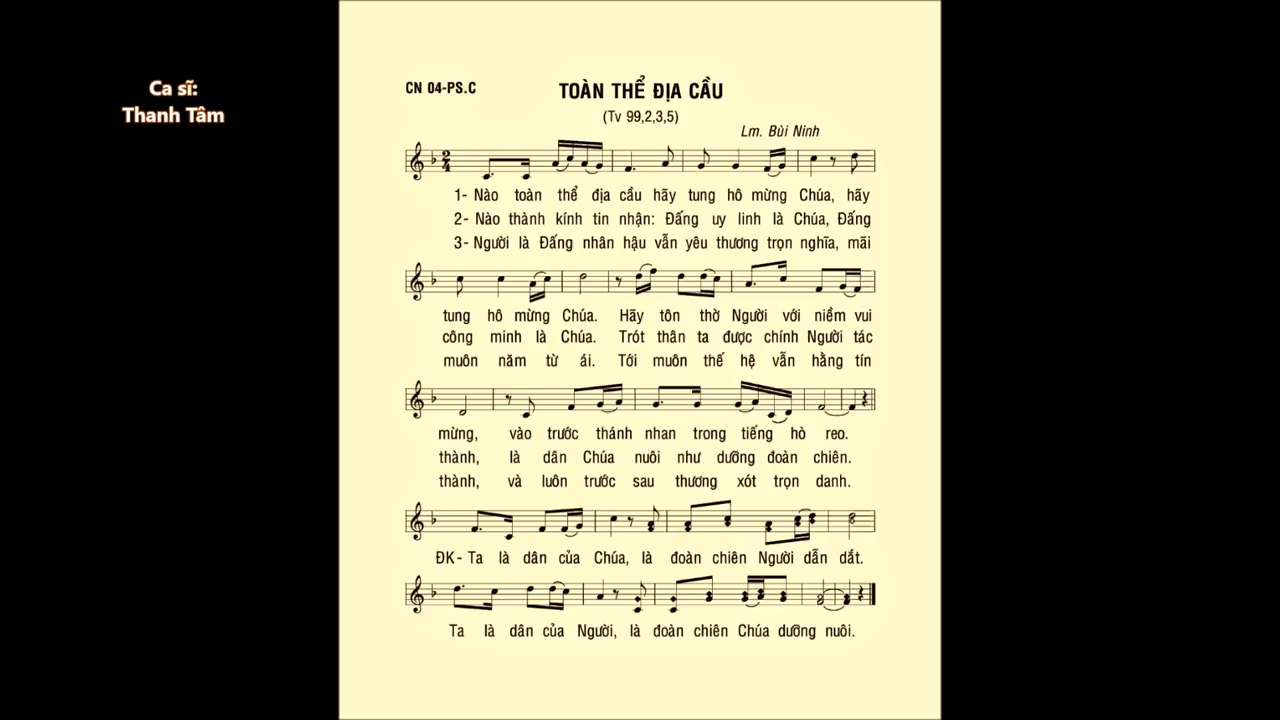 Ca sĩ:
Thanh Tâm
CN 04-PS.C
TOÀN THỂ ĐỊA CẦU
(Tv 99,2,3,5)
Lm. Bùi Ninh
2
4
1- Nào toàn thể địa cầu hãy tung hô mừng Chúa, hãy
2- Nào thành kính tin nhận: Đấng uy linh là Chúa, Đấng
3- Người là Đấng nhân hậu vẫn yêu thương trọn nghĩa, mãi
tung hô mừng Chúa. Hãy tôn thờ Người với niềm vui
công minh là Chúa. Trót thân ta được chính Người tác
muôn năm từ ái. Tới muôn thế hệ vẫn hằng tín
mừng, vào trước thánh nhan trong tiếng hò reo.
thành, là dân Chúa nuôi như dưỡng đoàn chiên.
thành, và luôn trước sau thương xót trọn danh.
ĐK- Ta là dân của Chúa, là đoàn chiên Người dẫn dắt.
Ta là dân của Người, là đoàn chiên Chúa dưỡng nuôi.